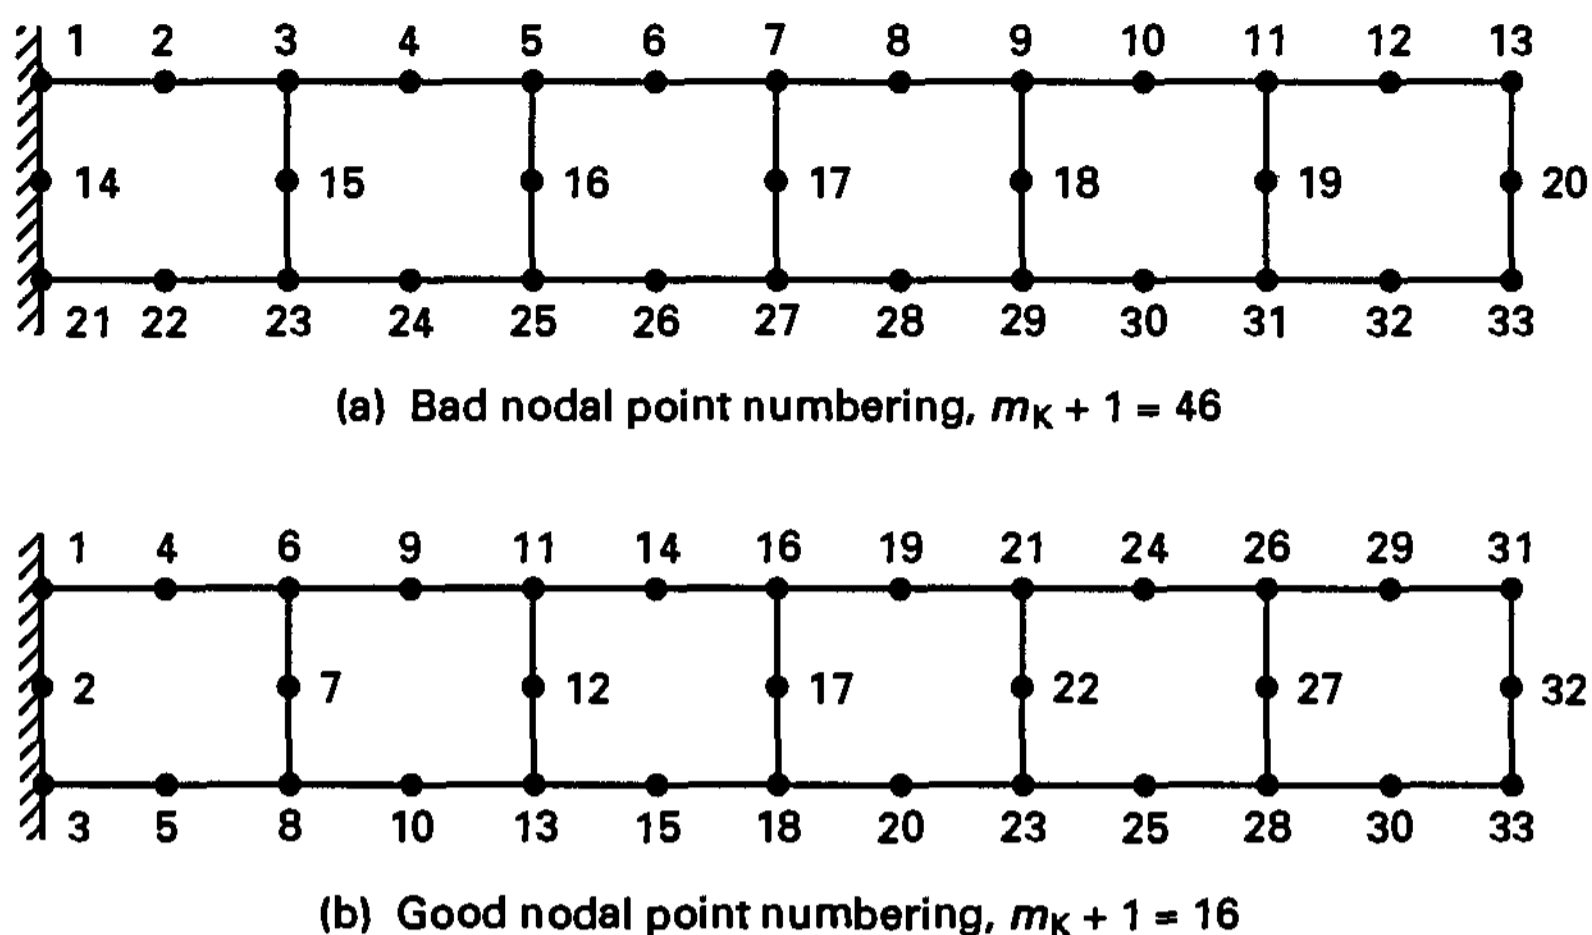 1 2 3 4 5 6 7 8 9 10 11 12 13
14 15 16 17 18 19 20
21 22 23 24 25 26 27 28 29 30 31 32 33
(a) Bad nodal point numbering, mK + 1 = 46
1 4 6 9 11 14 16 19 21 24 26 29 31
2 7 12 17 22 27 32
3 5 8 10 13 15 18 20 23 25 28 30 33
(b) Good nodal point numbering, mK + 1 = 16